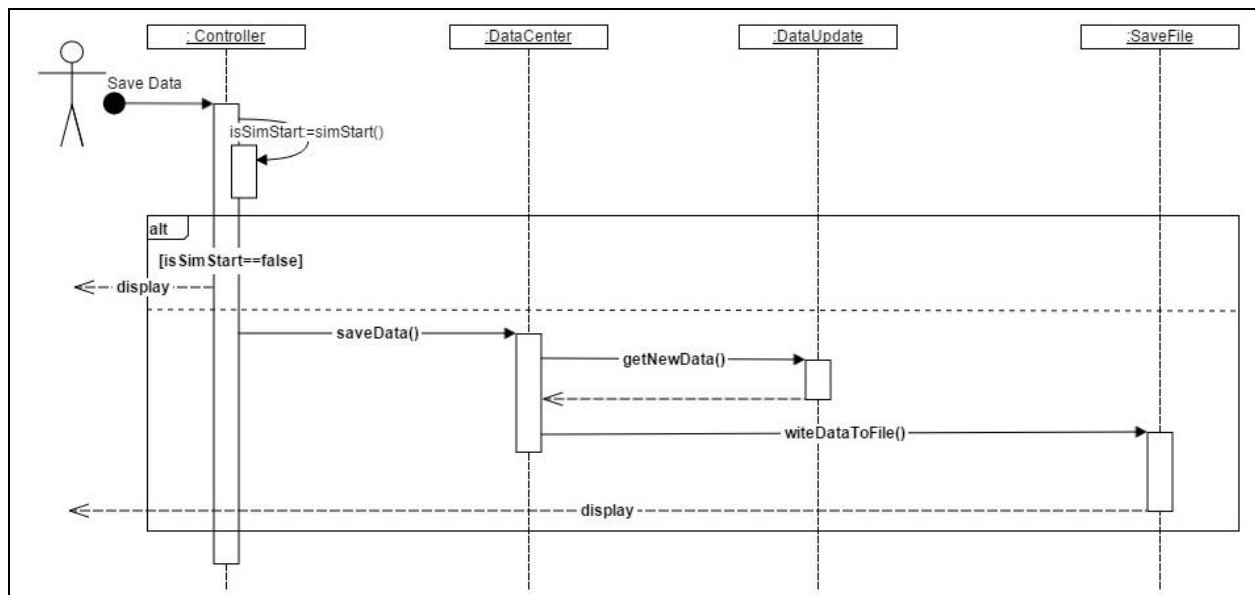 : Controller
:DataCenter
:DataUpdate
:SaveFile
Save Data
isSimStart:=simStart()
alt
[isSimStart==false]
display
saveData()
getNewData()
witeDataToFile()
display